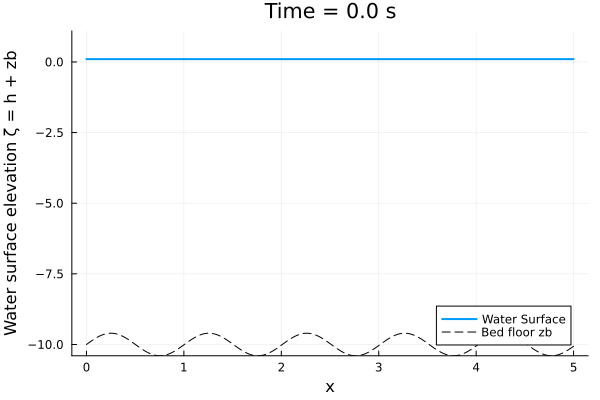 Time = 0.0 s
Water surface elevation ζ = h + zb
0.0
−2.5
−5.0
−7.5
−10.0
Water Surface
Bed floor zb
0 1 2 3 4 5
x